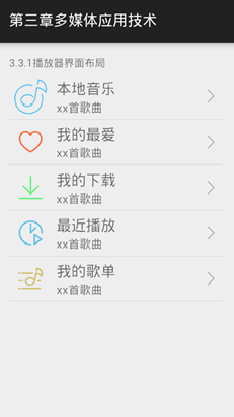 第三章多媒体应用技术
3.3.1播放器界面布局
本地音乐
xx首歌曲
我的最爱
xx首歌曲
我的下载
xx首歌曲
最近播放
xx首歌曲
我的歌单
xx首歌曲